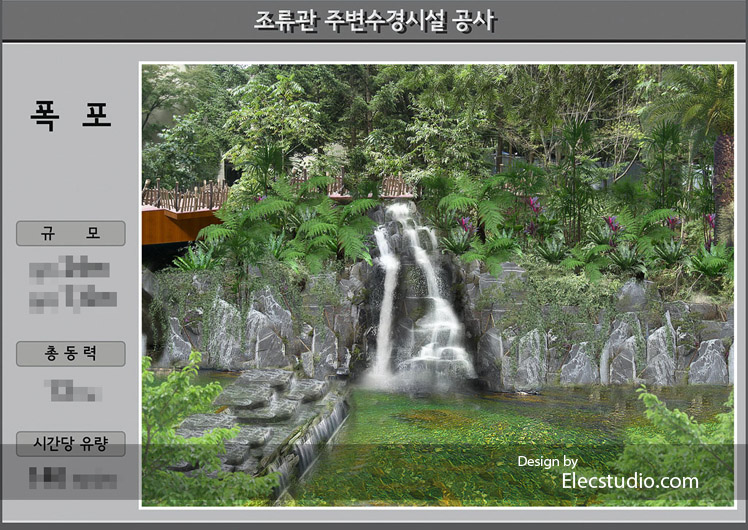 조류관 주변수경시설 공사
폭 포
규 모
총 동 력
시간당 유량
Design by
Elecstudio.com